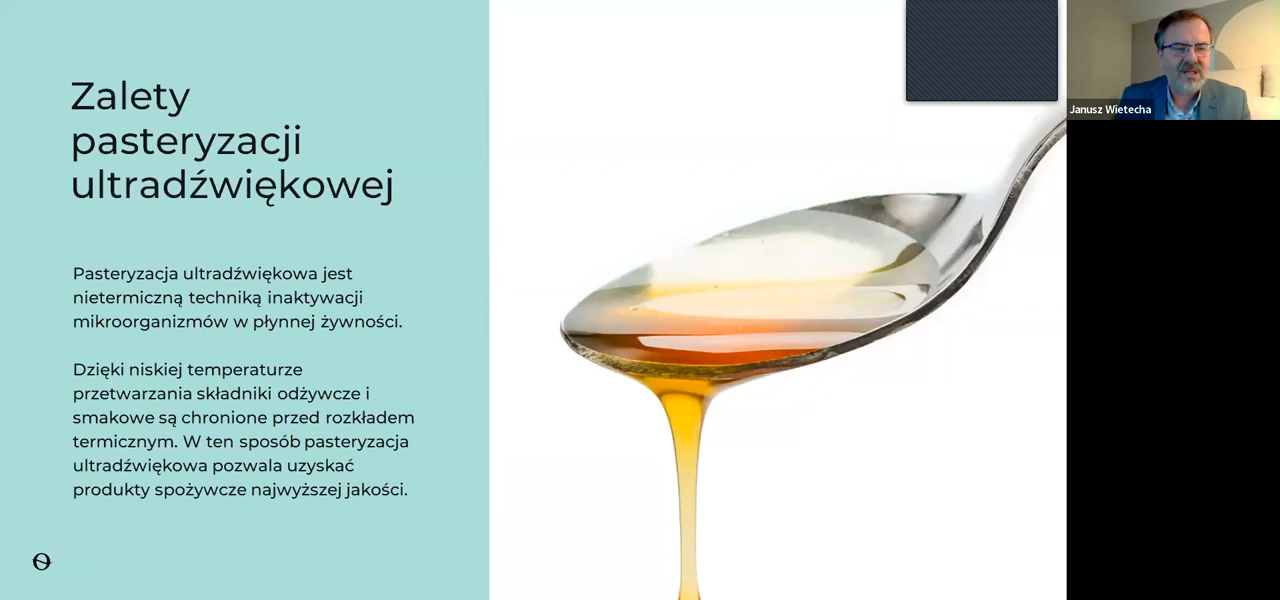 Zalety
pasteryzacji
ultradźwiękowej
Pasteryzacja ultradźwiękowa jest
nietermiczną techniką inaktywacji
mikroorganizmów w płynnej żywności.
Dzięki niskiej temperaturze
przetwarzania składniki odżywcze i
smakowe są chronione przed rozkładem
termicznym. W ten sposób pasteryzacja
ultradźwiękowa pozwala uzyskać
produkty spożywcze najwyższej jakości.
Janusz Wietecha